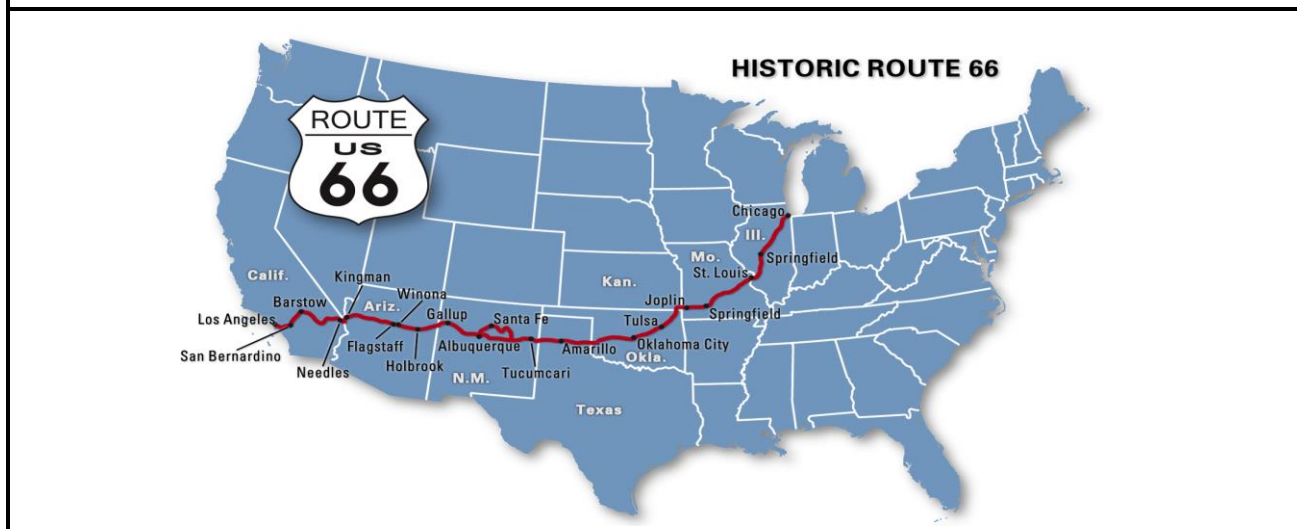 HISTORIC ROUTE 66
ROUTE
US
66
Chicago
Ill.
Springfield
Mo.
St. Louis
Calif.
Kingman
Kan.
Barstow
Winona
Ariz.
Joplin
Springfield
Los Angeles
Gallup
Santa Fe
Tulsa
San Bernardino
Flagstaff
Albuquerque
Amarillo
Oklahoma City
Okla.
Holbrook
Needles
Tucumcari
N.M.
Texas